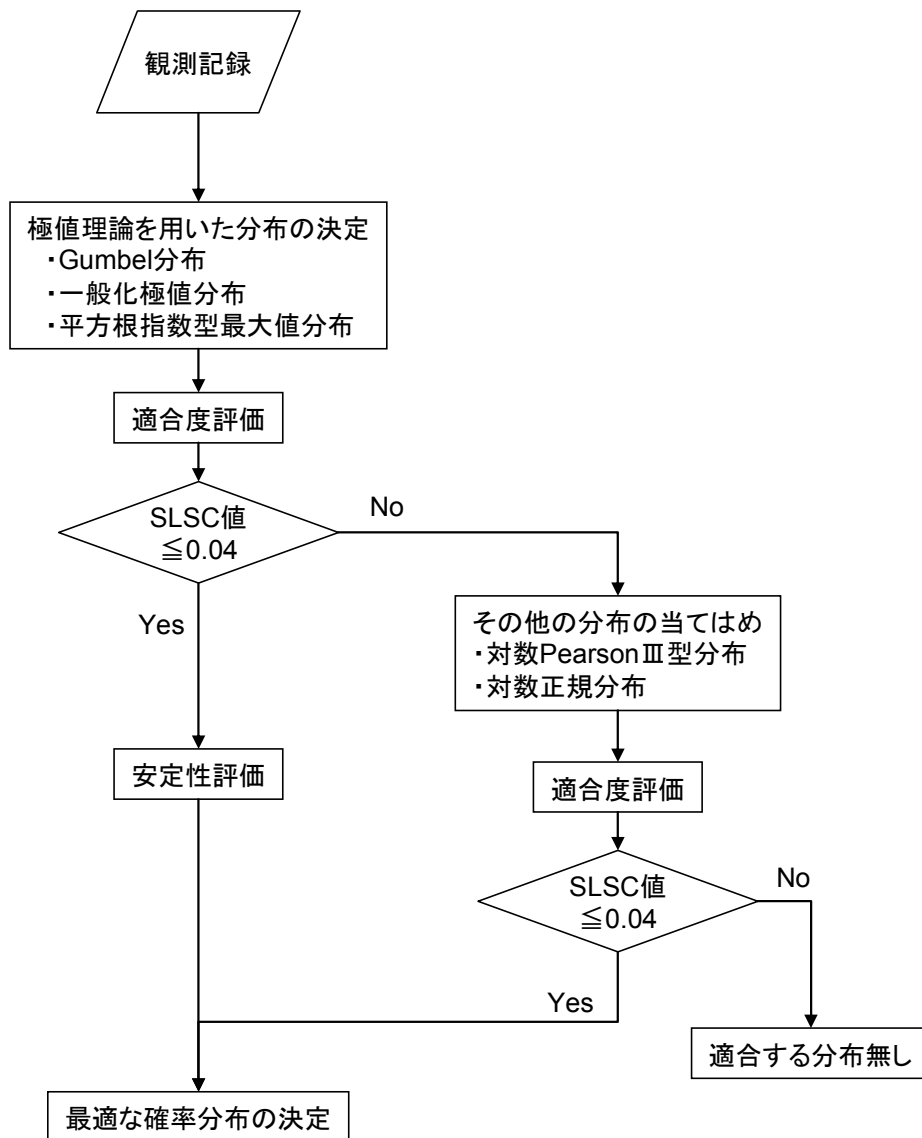 観測記録
極値理論を用いた分布の決定
・Gumbel分布
・一般化極値分布
・平方根指数型最大値分布
適合度評価
SLSC値
≦0.04
No
Yes
その他の分布の当てはめ
・対数PearsonⅢ型分布
・対数正規分布
安定性評価
適合度評価
SLSC値
≦0.04
No
Yes
適合する分布無し
最適な確率分布の決定